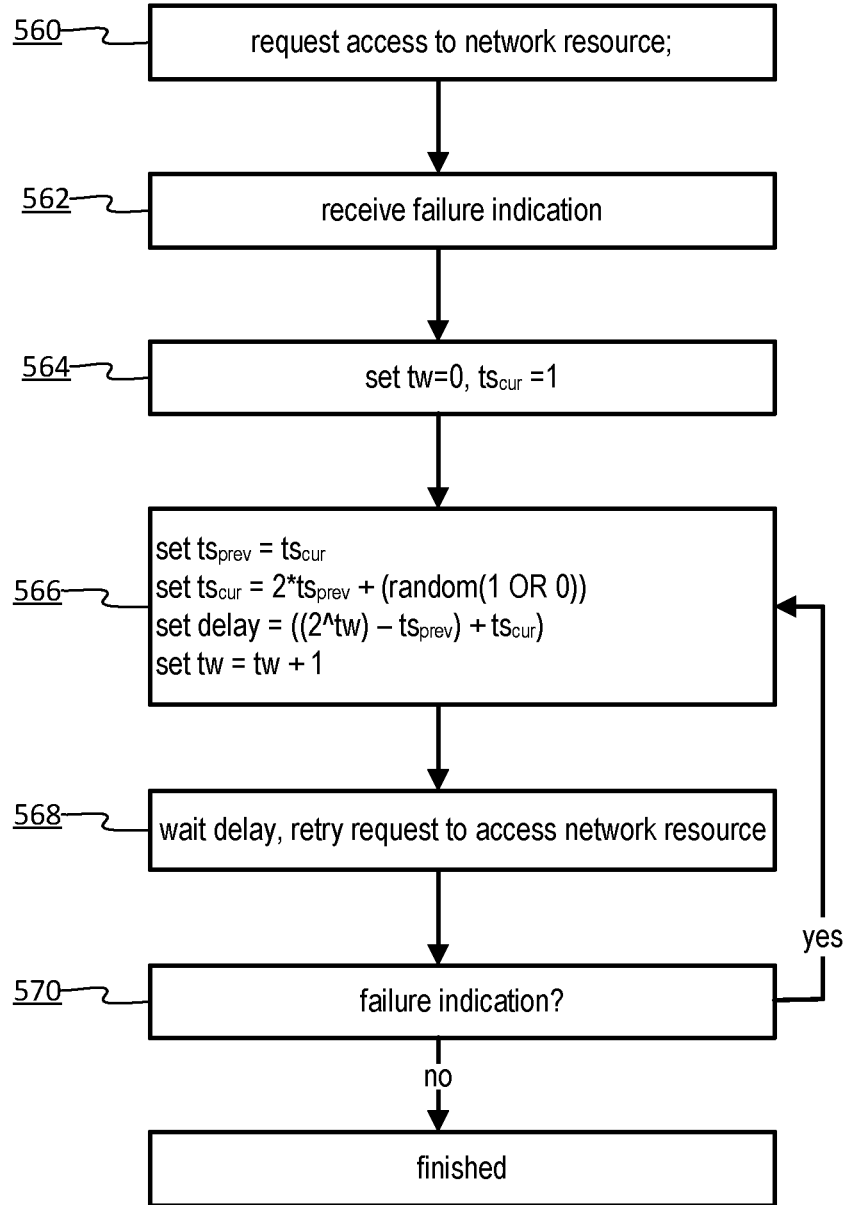 560
request access to network resource;
562
receive failure indication
564
set tw=0, tscur =1
566
set tsprev = tscur
set tscur = 2*tsprev + (random(1 OR 0))
set delay = ((2^tw) – tsprev) + tscur)
set tw = tw + 1
568
wait delay, retry request to access network resource
yes
570
failure indication?
no
finished